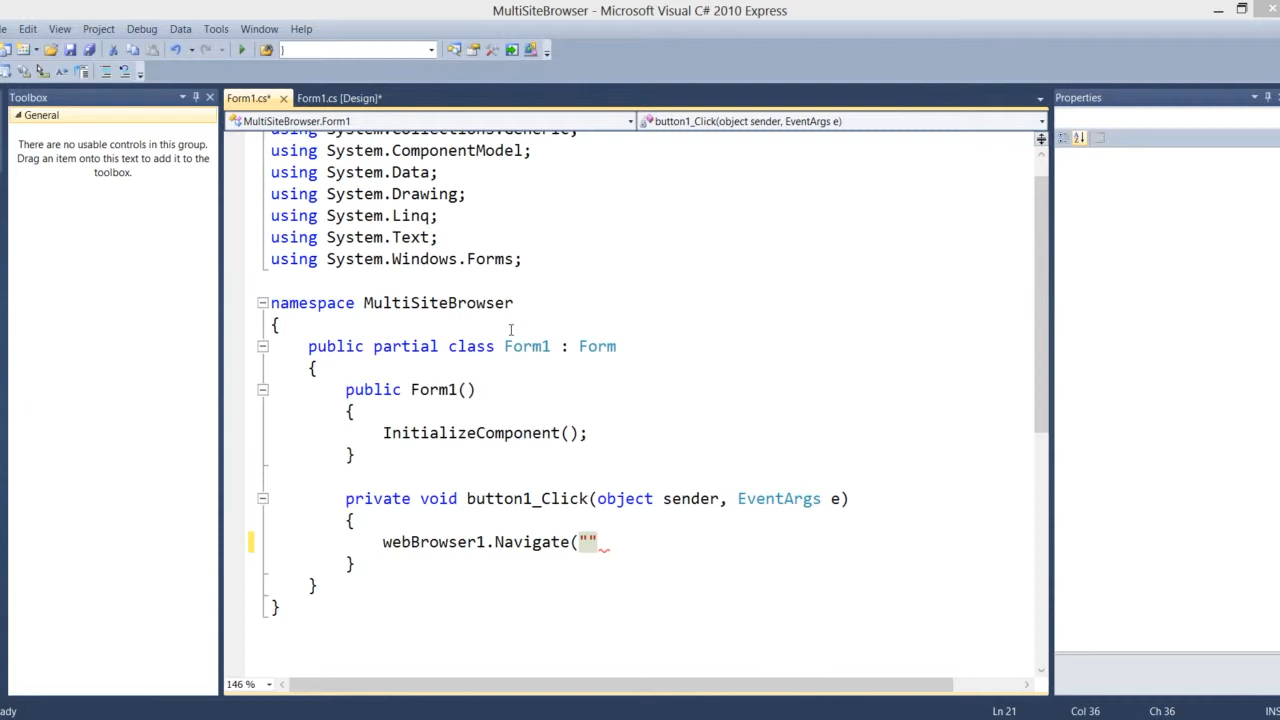 MultiSiteBrowser - Microsoft Visual C# 2010 Express
le Edit View Project Debug Data Tools Window Help
}
Toolbox
General
There are no usable controls in this group. Drag an item onto this text to add it to the toolbox.
Form1.cs* Form1.cs [Design]*
MultiSiteBrowser.Form1 button1_Click(object sender, EventArgs e)
using System.Collections.Generic;
using System.ComponentModel;
using System.Data;
using System.Drawing;
using System.Linq;
using System.Text;
using System.Windows.Forms;
namespace MultiSiteBrowser
{
public partial class Form1 : Form
{
public Form1()
{
InitializeComponent();
}
private void button1_Click(object sender, EventArgs e)
{
webBrowser1.Navigate(""
}
}
}
146 %
Properties
ady Ln 21 Col 36 Ch 36 INS